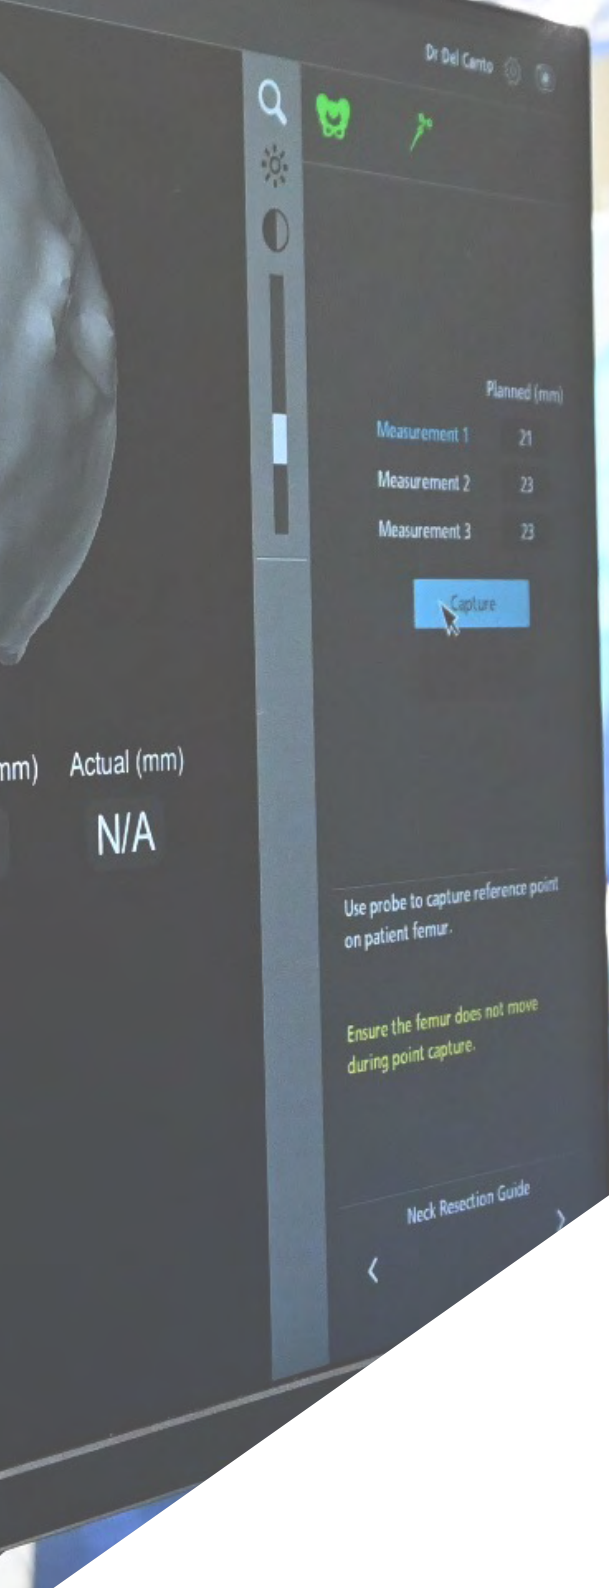 Dr Del Canto
Planned (mm)
Measurement 1 21
Measurement 2 23
Measurement 3 23
Capture
mm) Actual (mm)
N/A
Use probe to capture reference point
on patient femur.
Ensure the femur does not move
during point capture.
Neck Resection Guide